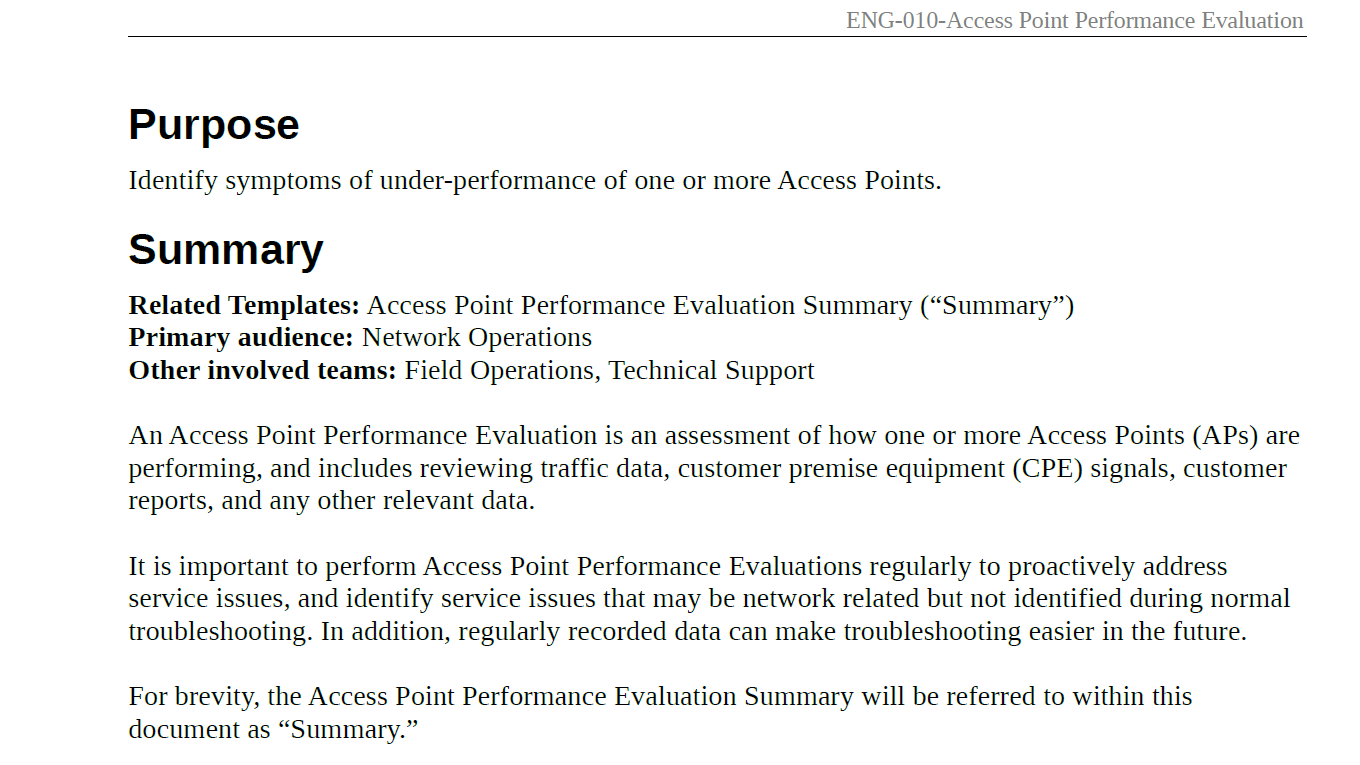 ENG-010-Access Point Performance Evaluation
Purpose
Identify symptoms of under-performance of one or more Access Points.
Summary
Related Templates: Access Point Performance Evaluation Summary (“Summary”)
Primary audience: Network Operations
Other involved teams: Field Operations, Technical Support
An Access Point Performance Evaluation is an assessment of how one or more Access Points (APs) are
performing, and includes reviewing traffic data, customer premise equipment (CPE) signals, customer
reports, and any other relevant data.
It is important to perform Access Point Performance Evaluations regularly to proactively address
service issues, and identify service issues that may be network related but not identified during normal
troubleshooting. In addition, regularly recorded data can make troubleshooting easier in the future.
For brevity, the Access Point Performance Evaluation Summary will be referred to within this
document as “Summary.”